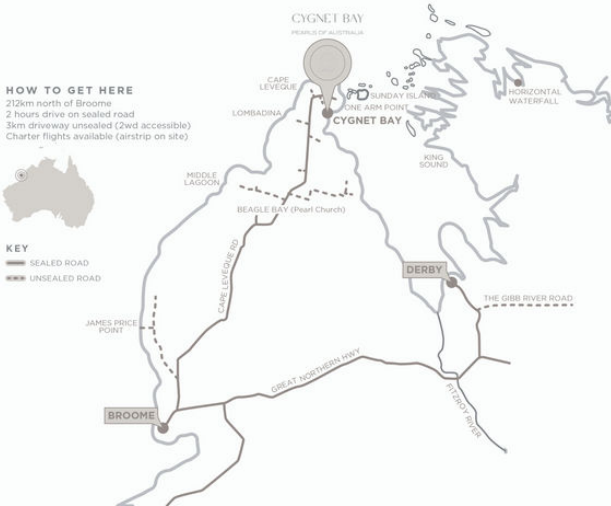 CYGNET BAY
PEARLS OF AUSTRALIA
HOW TO GET HERE
212km north of Broome
2 hours drive on sealed road
3km driveway unsealed (2wd accessible)
Charter flights available (airstrip on site)
KEY
SEALED ROAD
UNSEALED ROAD
CAPE
LEVEQUE
SUNDAY ISLAND
ONE ARM POINT
HORIZONTAL
WATERFALL
LOMBADINA
CYGNET BAY
KING
SOUND
MIDDLE
LAGOON
BEAGLE BAY (Pearl Church)
CAPE LEVEQUE RD
DERBY
THE GIBB RIVER ROAD
JAMES PRICE
POINT
GREAT NORTHERN HWY
FITZROY RIVER
BROOME